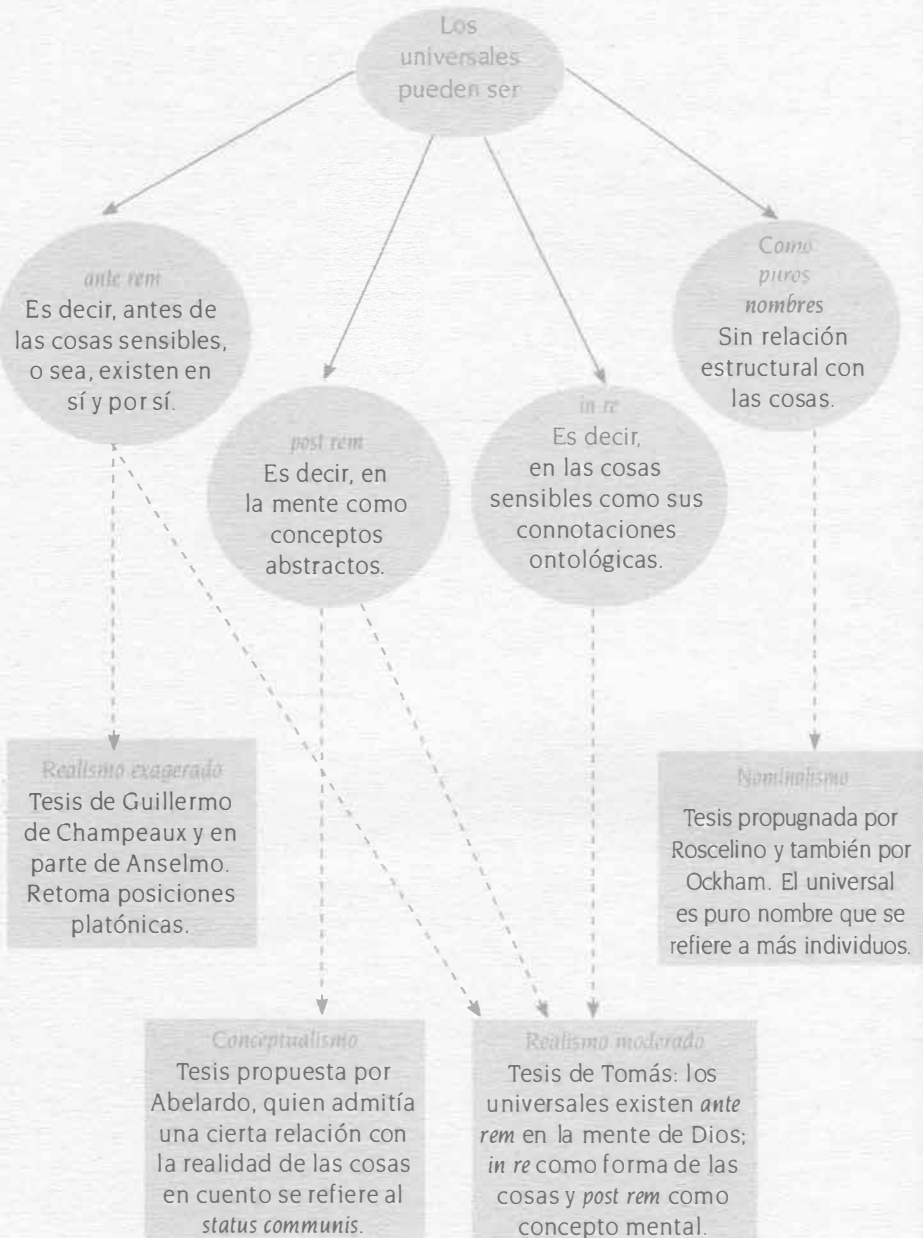 Los
universales
pueden ser
ante rem
Es decir, antes de
las cosas sensibles,
o sea, existen en
sí y por sí.
post rem
Es decir, en
la mente como
conceptos
abstractos.
in re
Es decir,
en las cosas
sensibles como sus
connotaciones
ontológicas.
Como
puros
nombres
Sin relación
estructural con
las cosas.
Realismo exagerado
Tesis de Guillermo
de Champeaux y en
parte de Anselmo.
Retoma posiciones
platónicas.
Nominalismo
Tesis propugnada por
Roscelino y también por
Ockham. El universal
es puro nombre que se
refiere a más individuos.
Conceptualismo
Tesis propuesta por
Abelardo, quien admitía
una cierta relación con
la realidad de las cosas
en cuento se refiere al
status communis.
Realismo moderado
Tesis de Tomás: los
universales existen ante
rem en la mente de Dios;
in re como forma de las
cosas y post rem como
concepto mental.